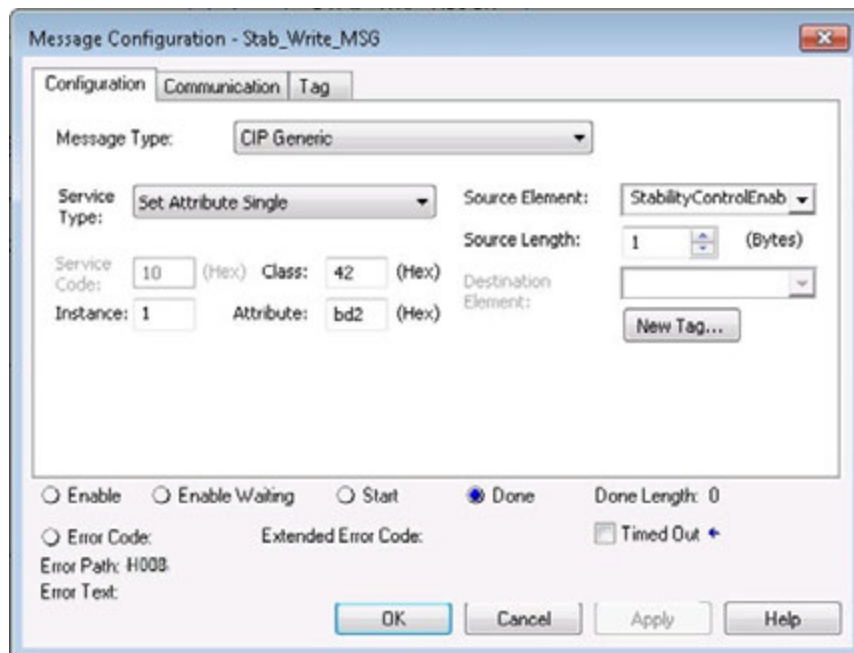 Message Configuration - Stab_Write_MSG
Configuration Communication Tag
Message Type: CIP Generic
Service Type: Set Attribute Single
Source Element: StabilityControlEnab
Source Length: 1 (Bytes)
Service Code: 10 (Hex) Class: 42 (Hex)
Destination Element:
Instance: 1 Attribute: bd2 (Hex)
New Tag...
Enable Enable Waiting Start Done Done Length: 0
Error Code: Extended Error Code: Timed Out
Error Path: H008
Error Text:
OK Cancel Apply Help